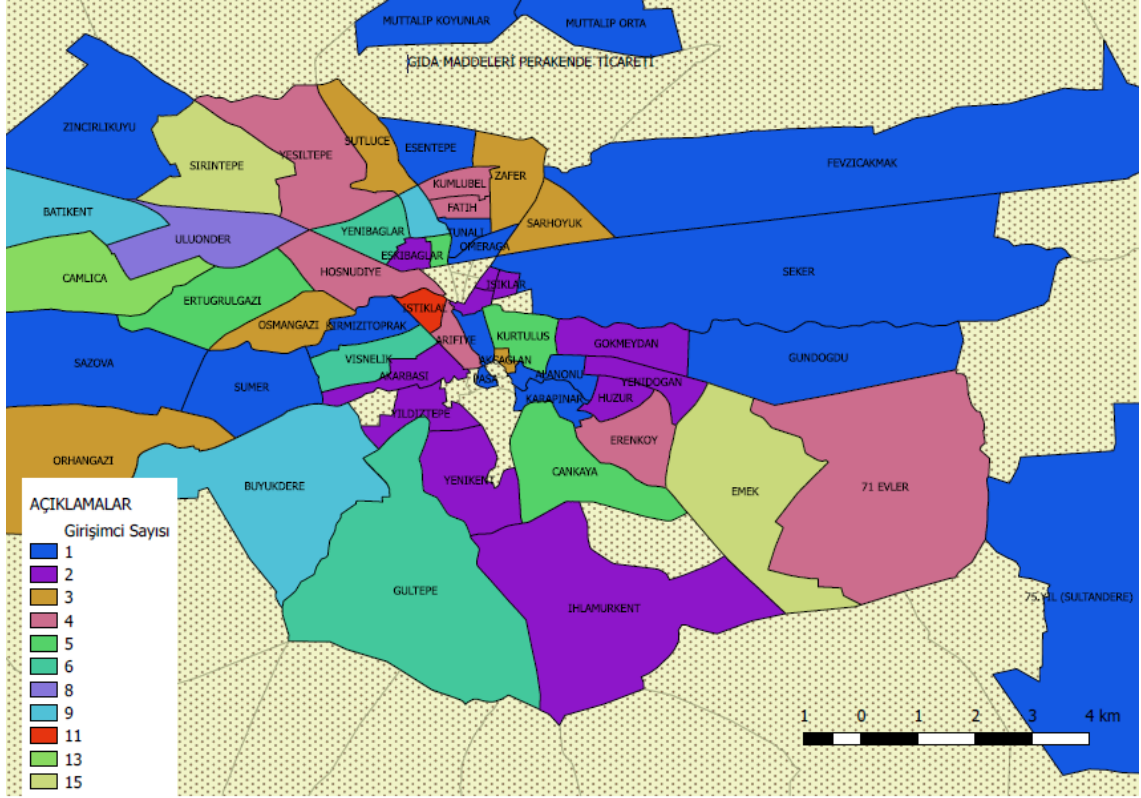 MUTTALIP KOYUNLAR
MUTTALIP ORTA
GIDA MADDELERİ PERAKENDE TİCARETİ
ZINCIRLIKUYU
SIRINTEPE
YESILTEPE
SUTLUCE
ESENTEPE
ZAFER
FEVZICAKMAK
KUMLUBEL
FATIH
BATIKENT
ULUONDER
YENIBAGLAR
TUNALI
OMERAGA
SARHOYUK
ESKIBAGLAR
CAMLICA
HOSNUDIYE
SEKER
ISIKLAR
ERTUGRULGAZI
ISTIKLAL
OSMANGAZI
KIRMIZITOPRAK
ARIFIYE
KURTULUS
GOKMEYDAN
SAZOVA
VISNELIK
AKCAGLAN
GUNDOGDU
SUMER
AKARBASI
PASA
ALANONU
YENIDOGAN
KARAPINAR
HUZUR
YILDIZTEPE
ERENKOY
ORHANGAZI
BUYUKDERE
YENIKENT
CANKAYA
EMEK
71 EVLER
GULTEPE
IHLAMURKENT
75.YIL (SULTANDERE)
AÇIKLAMALAR
Girişimci Sayısı
1
2
3
4
5
6
8
9
11
13
15
1 0 1 2 3 4 km